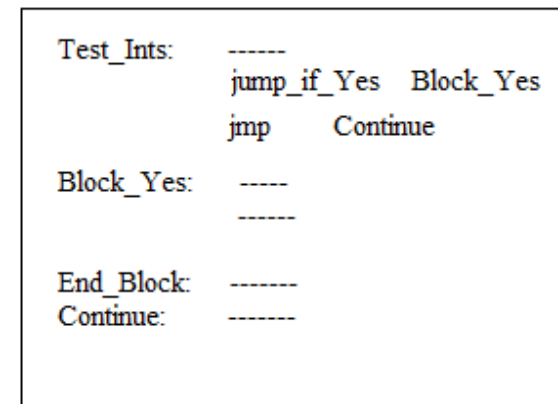 Test_Ints: ------
jump_if_Yes Block_Yes
jmp Continue
Block_Yes: -----
------
End_Block: -------
Continue: -------